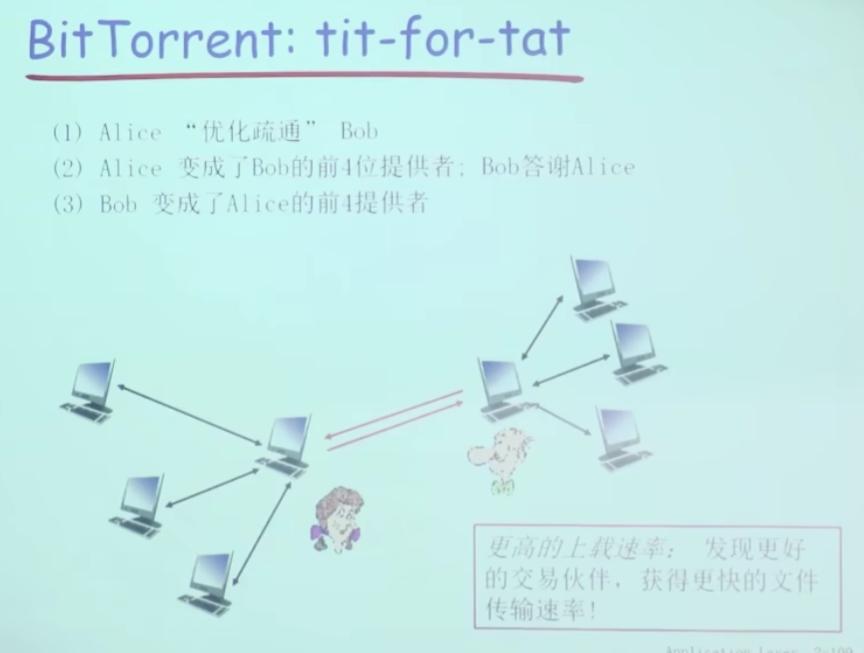 BitTorrent: tit-for-tat
(1) Alice “优化疏通” Bob
(2) Alice 变成了Bob的前4位提供者; Bob答谢Alice
(3) Bob 变成了Alice的前4提供者
更高的上载速率: 发现更好
的交易伙伴, 获得更快的文件
传输速率!
Application Layer 2-109